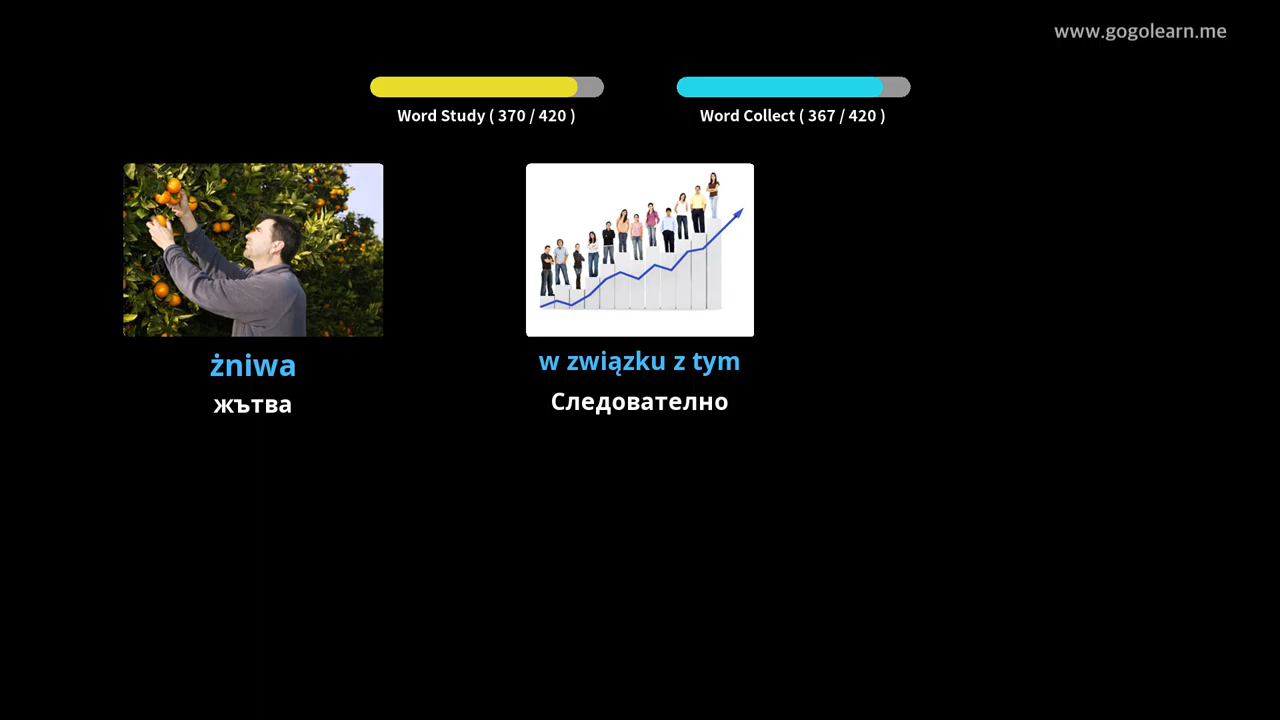 www.gogolearn.me
Word Study ( 370 / 420 )
Word Collect ( 367 / 420 )
żniwa
жътва
w związku z tym
Следователно